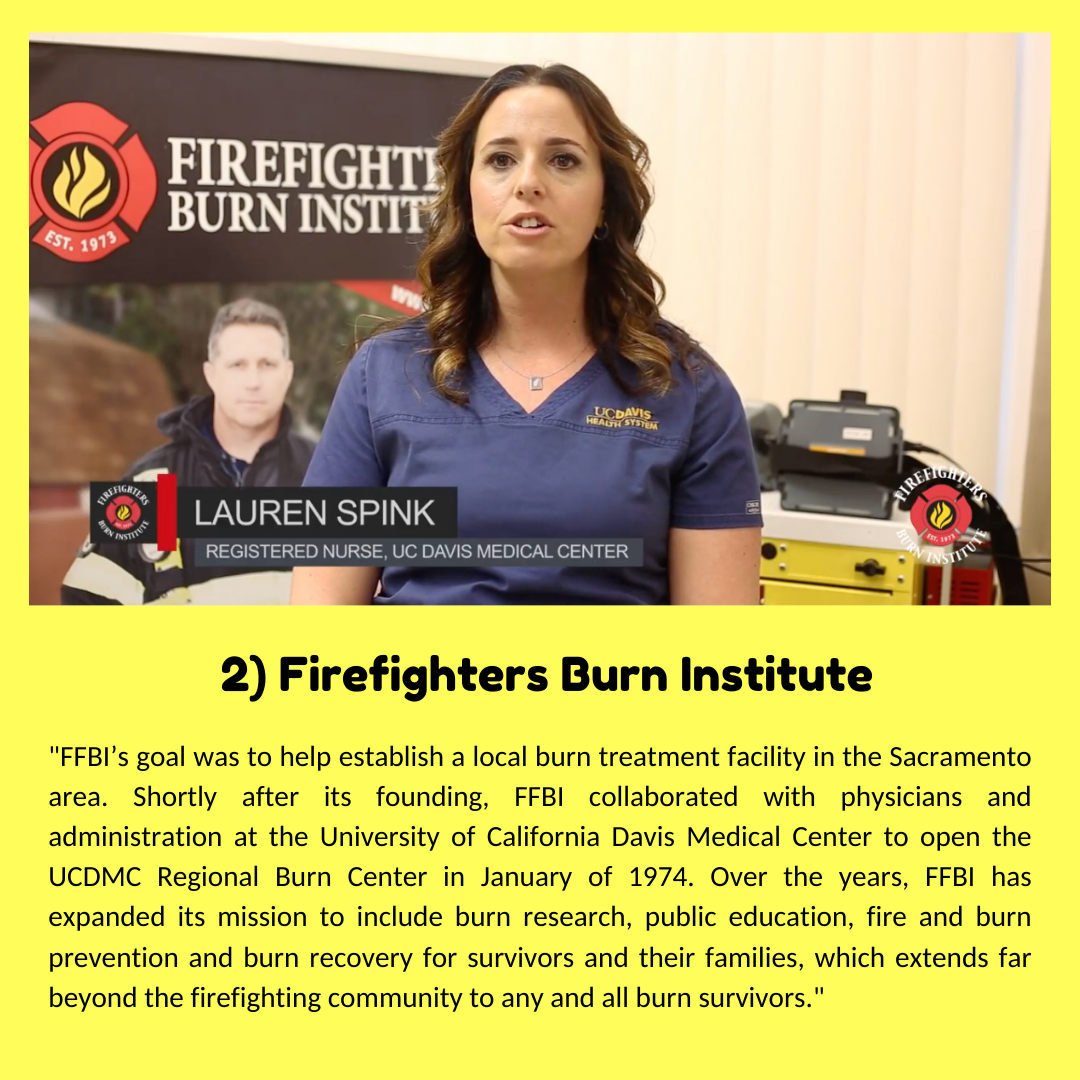 FIREFIGHTE
BURN INSTIT
EST. 1973
WW
UCDAVIS
HEALTH SYSTEM
FIREFIGHTERS
BURN INSTITUTE
LAUREN SPINK
REGISTERED NURSE, UC DAVIS MEDICAL CENTER
FIREFIGHTERS
EST. 1973
BURN INSTITUTE
2) Firefighters Burn Institute
"FFBI’s goal was to help establish a local burn treatment facility in the Sacramento
area. Shortly after its founding, FFBI collaborated with physicians and
administration at the University of California Davis Medical Center to open the
UCDMC Regional Burn Center in January of 1974. Over the years, FFBI has
expanded its mission to include burn research, public education, fire and burn
prevention and burn recovery for survivors and their families, which extends far
beyond the firefighting community to any and all burn survivors."